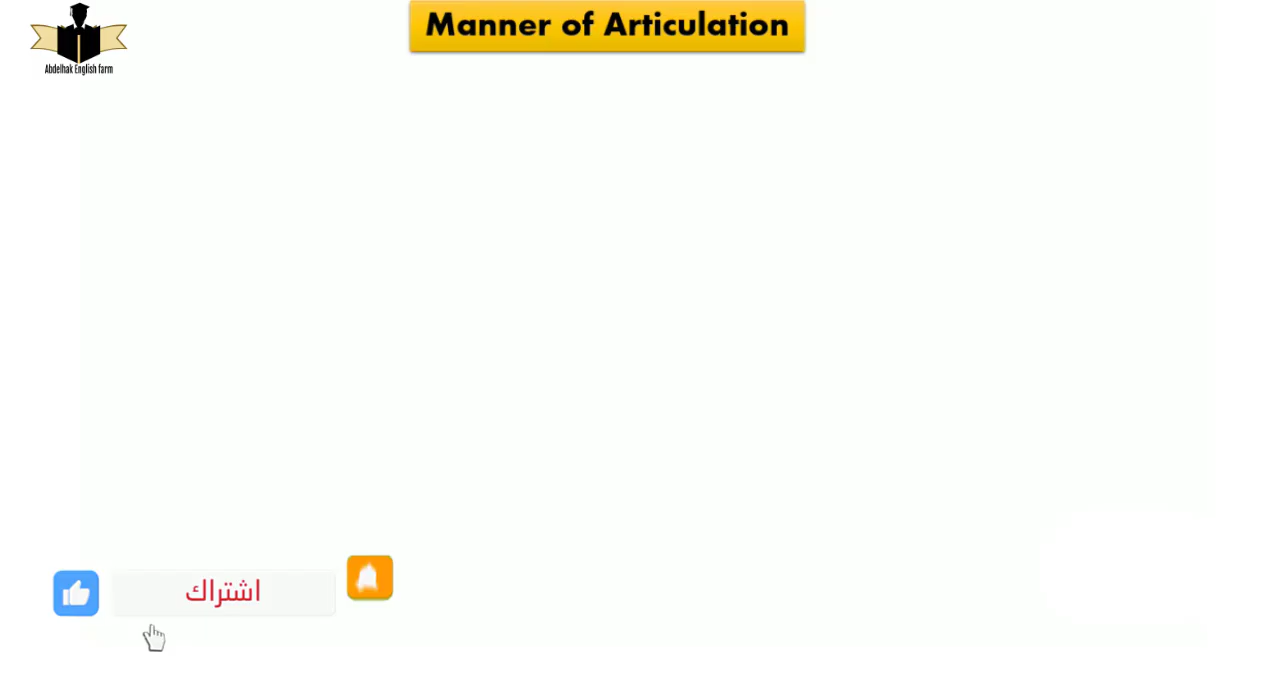 Manner of Articulation
Abdelhak English farm
اشتراك